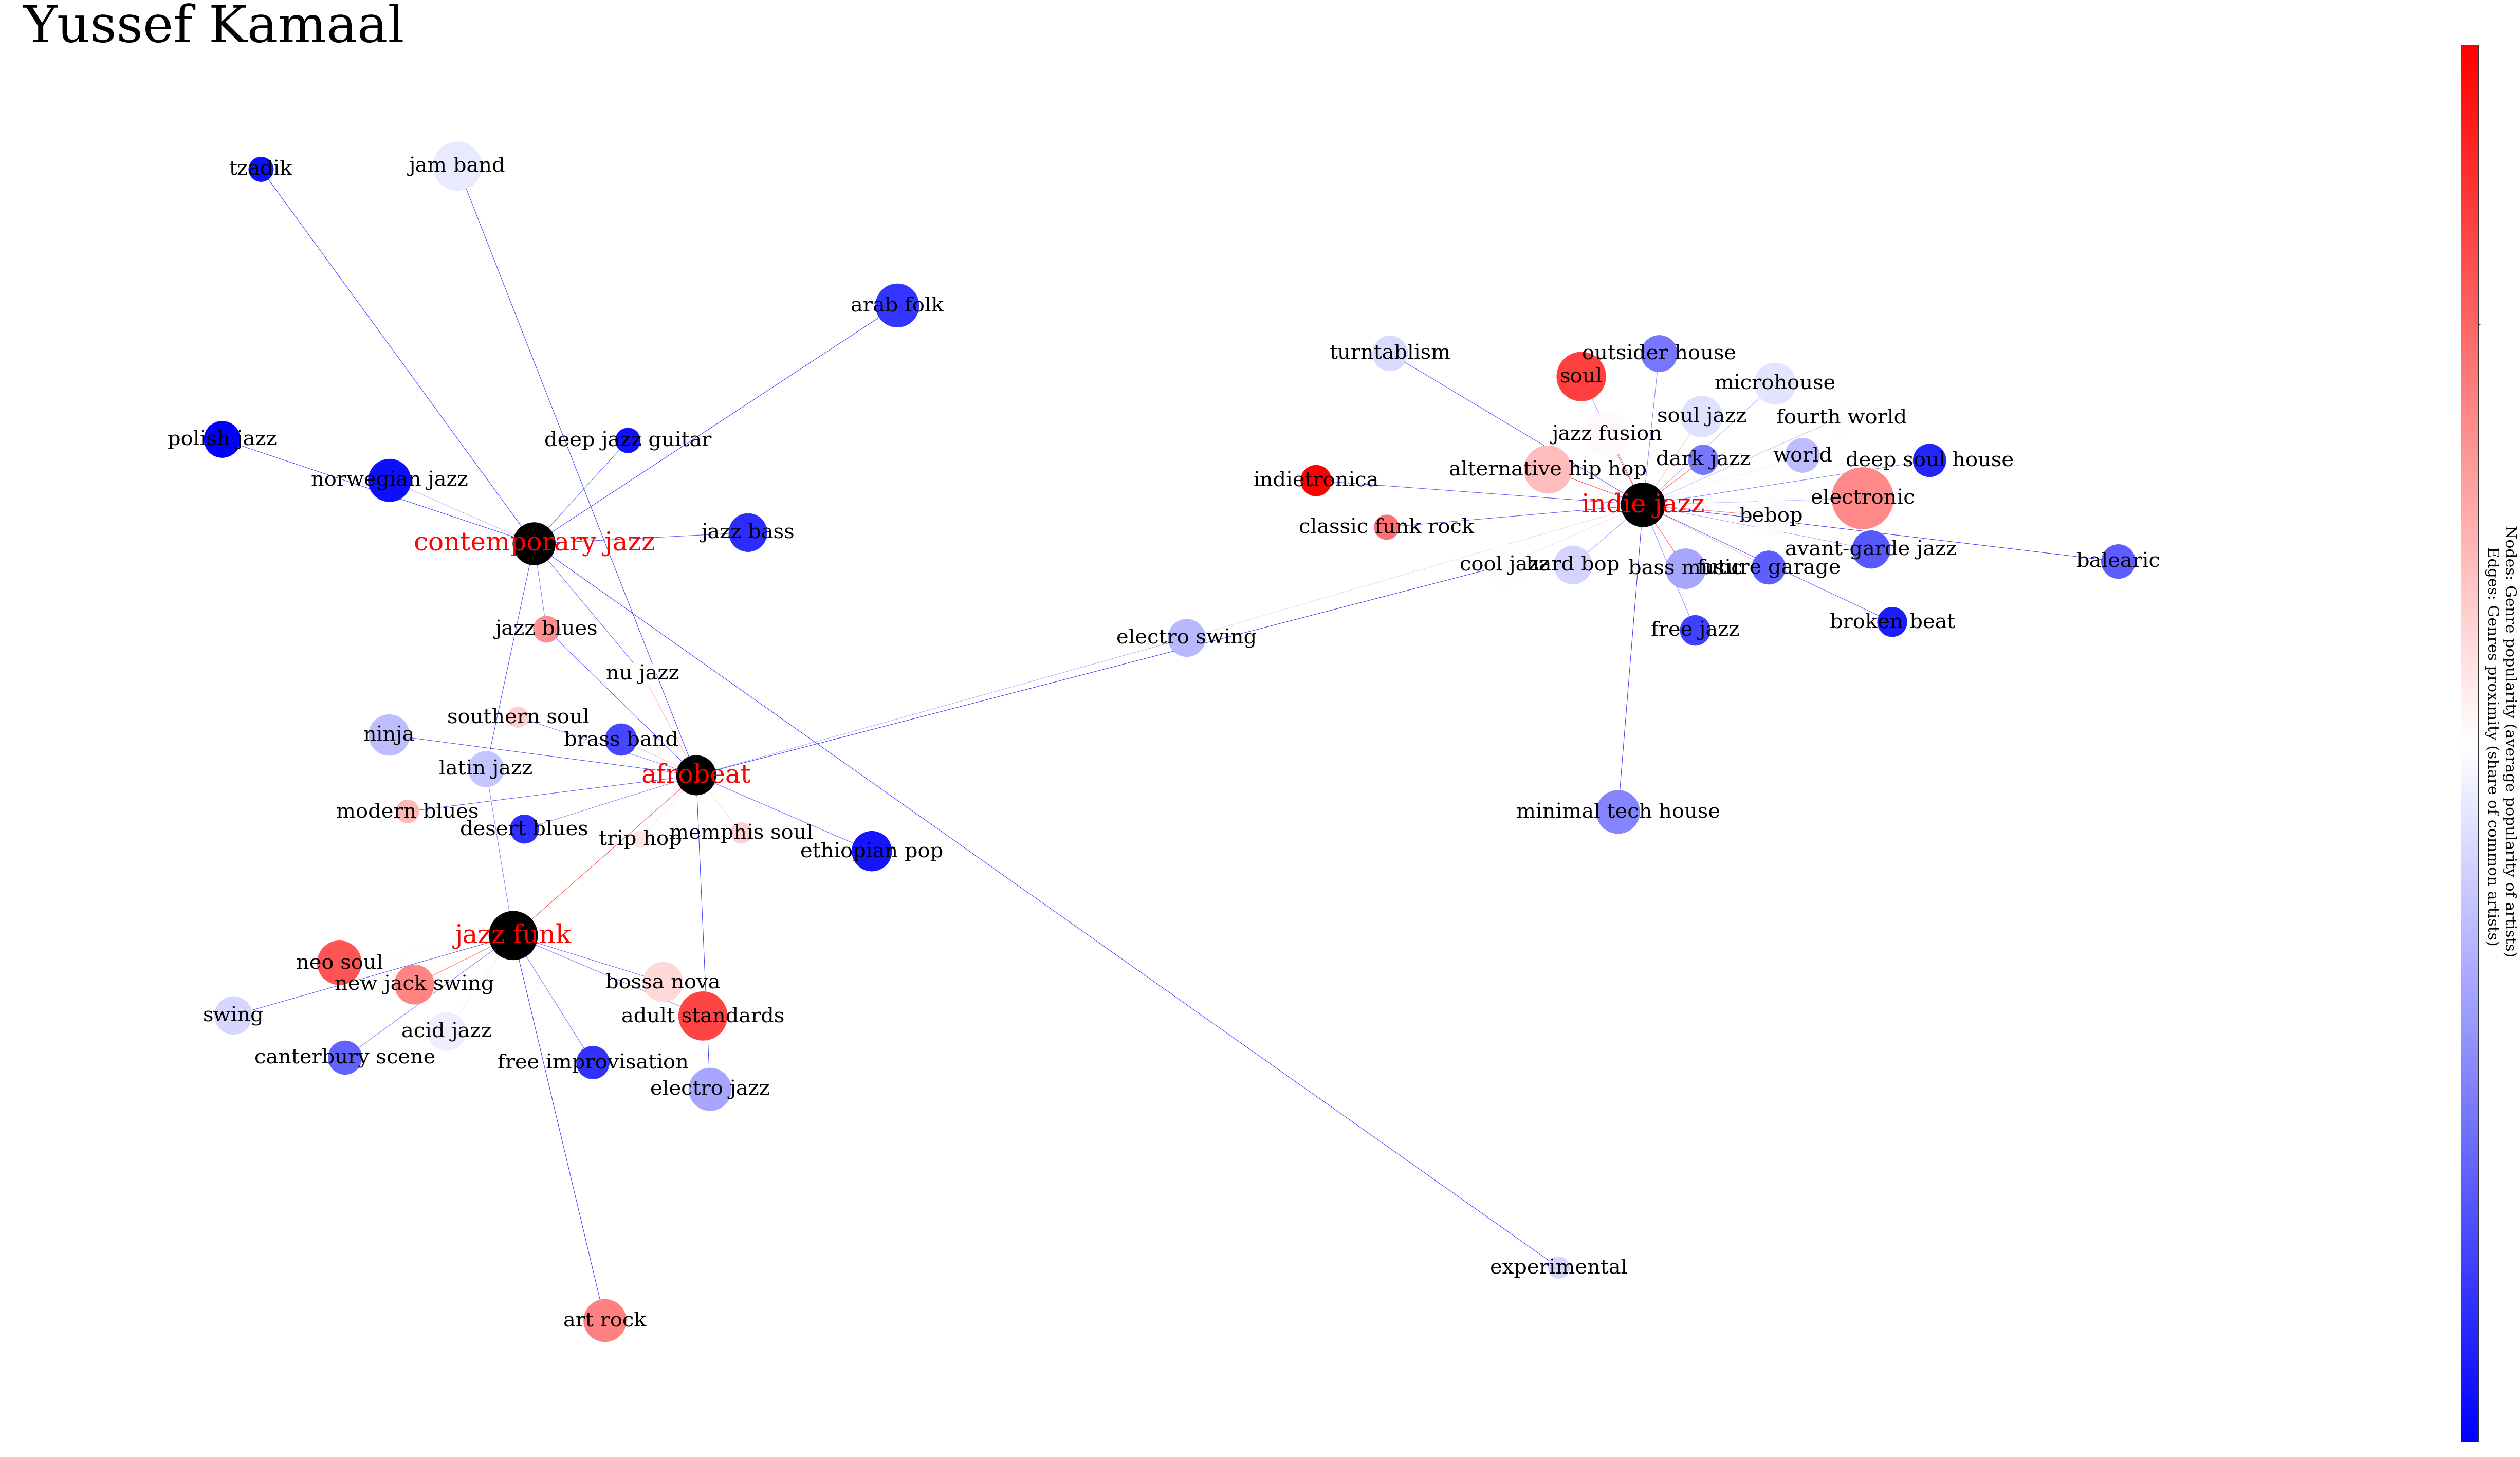 Yussef Kamaal
tzadik
jam band
arab folk
turntablism
outsider house
soul
microhouse
soul jazz
fourth world
jazz fusion
polish jazz
deep jazz guitar
world
dark jazz
deep soul house
alternative hip hop
norwegian jazz
indietronica
electronic
indie jazz
bebop
classic funk rock
jazz bass
contemporary jazz
avant-garde jazz
balearic
cool jazz
hard bop
bass music
future garage
broken beat
jazz blues
free jazz
electro swing
nu jazz
southern soul
ninja
brass band
latin jazz
afrobeat
modern blues
minimal tech house
desert blues
trip hop
memphis soul
ethiopian pop
jazz funk
neo soul
new jack swing
bossa nova
swing
adult standards
acid jazz
canterbury scene
free improvisation
electro jazz
experimental
art rock
Nodes: Genre popularity (average popularity of artists)
Edges: Genres proximity (share of common artists)